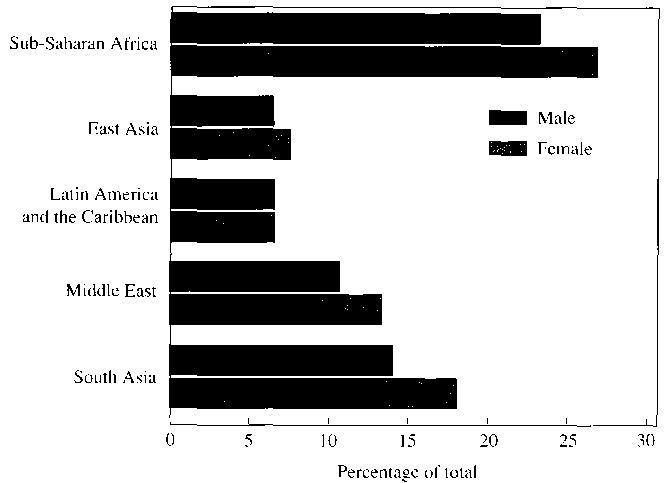 Sub-Saharan Africa
East Asia
Male
Female
Latin America
and the Caribbean
Middle East
South Asia
0 5 10 15 20 25 30
Percentage of total